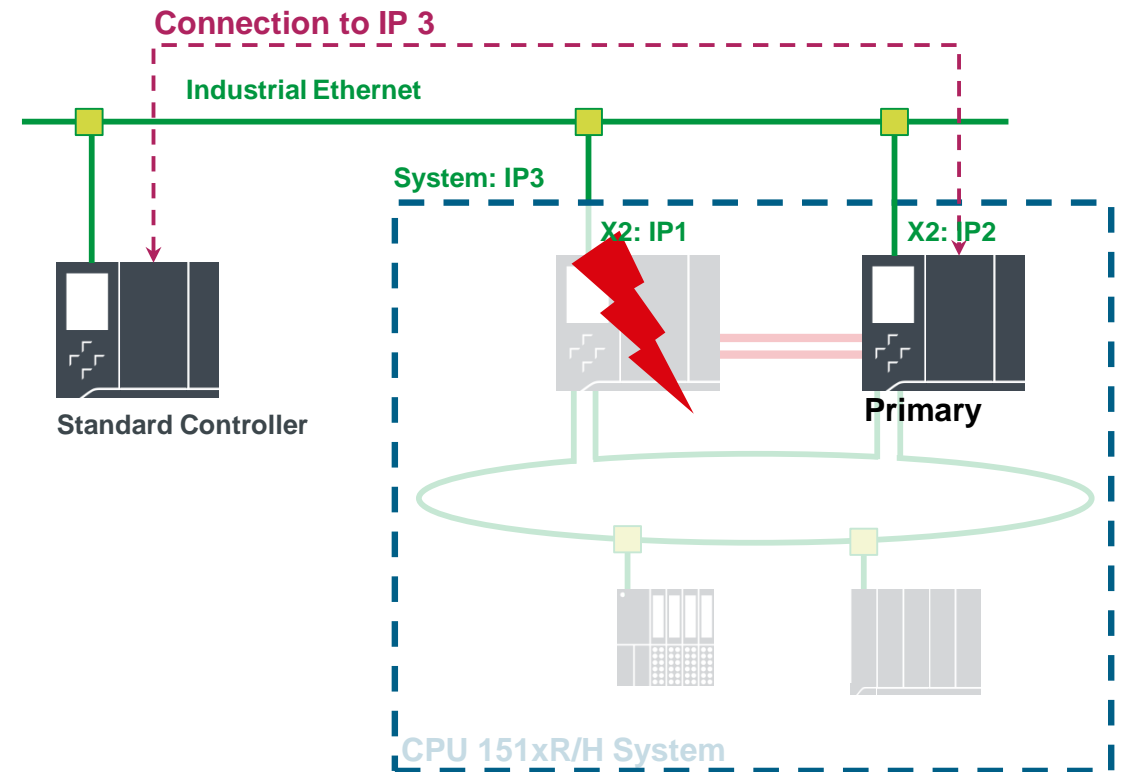 Connection to IP 3
Industrial Ethernet
System: IP3
X2: IP1
X2: IP2
Standard Controller
Primary
CPU 151xR/H System